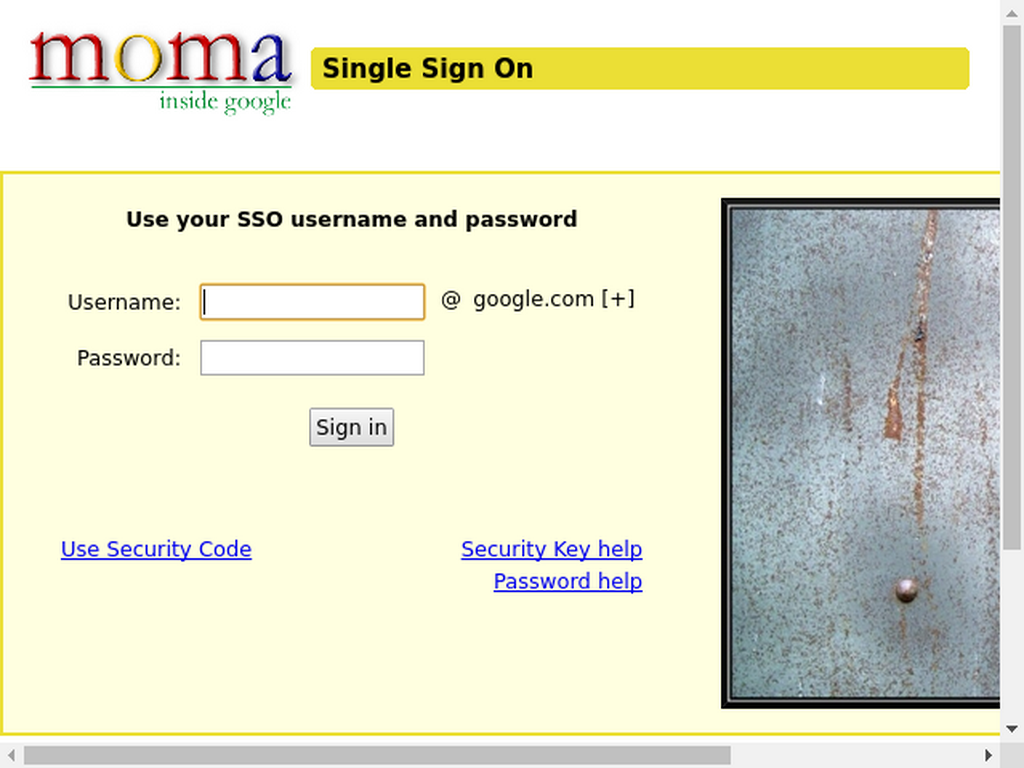 moma
inside google
Single Sign On
Use your SSO username and password
Username:
@ google.com [+]
Password:
Sign in
Use Security Code
Security Key help
Password help